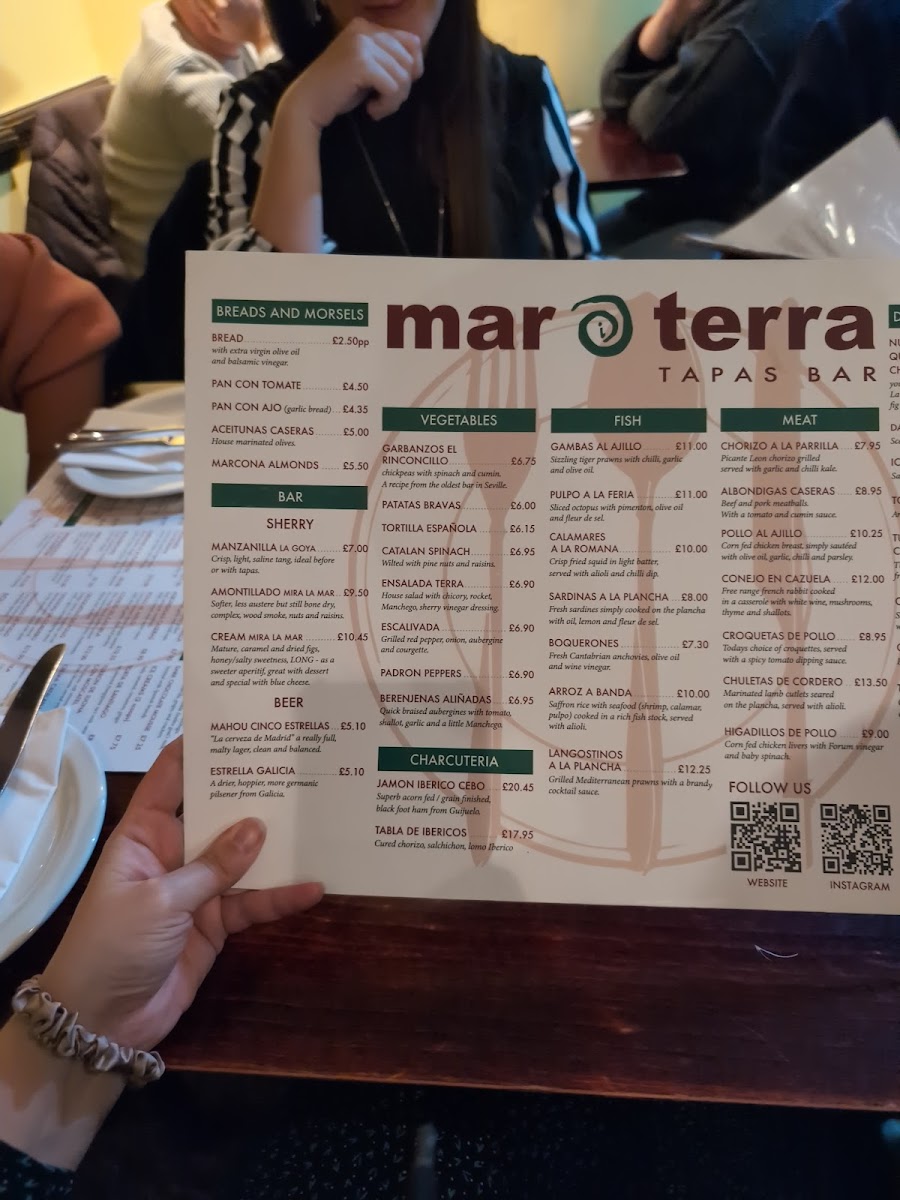 BREADS AND MORSELS
BREAD £2.50pp
with extra virgin olive oil
and balsamic vinegar.
PAN CON TOMATE £4.50
PAN CON AJO (garlic bread) £4.35
ACEITUNAS CASERAS £5.00
House marinated olives.
MARCONA ALMONDS £5.50
BAR
SHERRY
MANZANILLA LA GOYA £7.00
Crisp, light, saline tang, ideal before
or with tapas.
AMONTILLADO MIRA LA MAR £9.50
Softer, less austere but still bone dry,
complex, wood smoke, nuts and raisins.
CREAM MIRA LA MAR £10.45
Mature, caramel and dried figs,
honey/salty sweetness, LONG - as a
sweeter aperitif, great with dessert
and special with blue cheese.
BEER
MAHOU CINCO ESTRELLAS £5.10
"La cerveza de Madrid" a really full,
malty lager, clean and balanced.
ESTRELLA GALICIA £5.10
A drier, hoppier, more germanic
pilsener from Galicia.
mar i terra
TAPAS BAR
VEGETABLES
GARBANZOS EL
RINCONCILLO £6.75
chickpeas with spinach and cumin.
A recipe from the oldest bar in Seville.
PATATAS BRAVAS £6.00
TORTILLA ESPAÑOLA £6.15
CATALAN SPINACH £6.95
Wilted with pine nuts and raisins.
ENSALADA TERRA £6.90
House salad with chicory, rocket,
Manchego, sherry vinegar dressing.
ESCALIVADA £6.90
Grilled red pepper, onion, aubergine
and courgette.
PADRON PEPPERS £6.90
BERENJENAS ALIÑADAS £6.95
Quick braised aubergines with tomato,
shallot, garlic and a little Manchego.
CHARCUTERIA
JAMON IBERICO CEBO £20.45
Superb acorn fed / grain finished,
black foot ham from Guijuelo.
TABLA DE IBERICOS £17.95
Cured chorizo, salchichon, lomo Iberico
FISH
GAMBAS AL AJILLO £11.00
Sizzling tiger prawns with chilli, garlic
and olive oil.
PULPO A LA FERIA £11.00
Sliced octopus with pimenton, olive oil
and fleur de sel.
CALAMARES
A LA ROMANA £10.00
Crisp fried squid in light batter,
served with alioli and chilli dip.
SARDINAS A LA PLANCHA £8.00
Fresh sardines simply cooked on the plancha
with oil, lemon and fleur de sel.
BOQUERONES £7.30
Fresh Cantabrian anchovies, olive oil
and wine vinegar.
ARROZ A BANDA £10.00
Saffron rice with seafood (shrimp, calamar,
pulpo) cooked in a rich fish stock, served
with alioli.
LANGOSTINOS
A LA PLANCHA £12.25
Grilled Mediterranean prawns with a brandy
cocktail sauce.
MEAT
CHORIZO A LA PARRILLA £7.95
Picante Leon chorizo grilled
served with garlic and chilli kale.
ALBONDIGAS CASERAS £8.95
Beef and pork meatballs.
With a tomato and cumin sauce.
POLLO AL AJILLO £10.25
Corn fed chicken breast, simply sautéed
with olive oil, garlic, chilli and parsley.
CONEJO EN CAZUELA £12.00
Free range french rabbit cooked
in a casserole with white wine, mushrooms,
thyme and shallots.
CROQUETAS DE POLLO £8.95
Todays choice of croquettes, served
with a spicy tomato dipping sauce.
CHULETAS DE CORDERO £13.50
Marinated lamb cutlets seared
on the plancha, served with alioli.
HIGADILLOS DE POLLO £9.00
Corn fed chicken livers with Forum vinegar
and baby spinach.
FOLLOW US
WEBSITE
INSTAGRAM